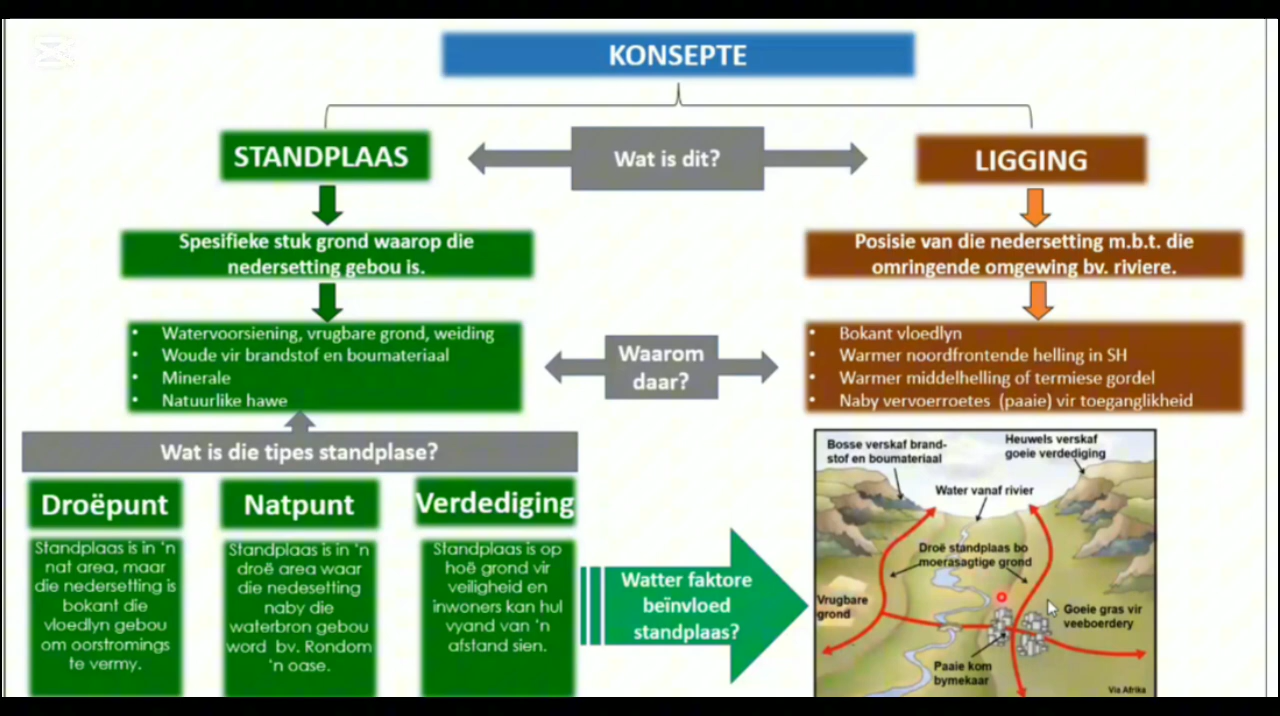 KONSEPTE
STANDPLAAS
Wat is dit?
LIGGING
Spesifieke stuk grond waarop die
nedersetting gebou is.
Posisie van die nedersetting m.b.t. die
omringende omgewing bv. riviere.
• Watervoorsiening, vrugbare grond, weiding
• Woude vir brandstof en boumateriaal
• Minerale
• Natuurlike hawe
Waarom
daar?
• Bokant vloedlyn
• Warmer noordfrontende helling in SH
• Warmer middelhelling of termiese gordel
• Naby vervoerroetes (paaie) vir toeganglikheid
Wat is die tipes standplase?
Droëpunt
Standplaas is in 'n
nat area, maar
die nedersetting is
bokant die
vloedlyn gebou
om oorstromings
te vermy.
Natpunt
Standplaas is in 'n
droë area waar
die nedesetting
naby die
waterbron gebou
word bv. Rondom
'n oase.
Verdediging
Standplaas is op
hoë grond vir
veiligheid en
inwoners kan hul
vyand van 'n
afstand sien.
Watter faktore
beïnvloed
standplaas?
Bosse verskaf brand-
stof en boumateriaal
Heuwels verskaf
goeie verdediging
Water vanaf rivier
Droë standplaas bo
moerasagtige grond
Vrugbare
grond
Goeie gras vir
veeboerdery
Paaie kom
bymekaar
Via Afrika